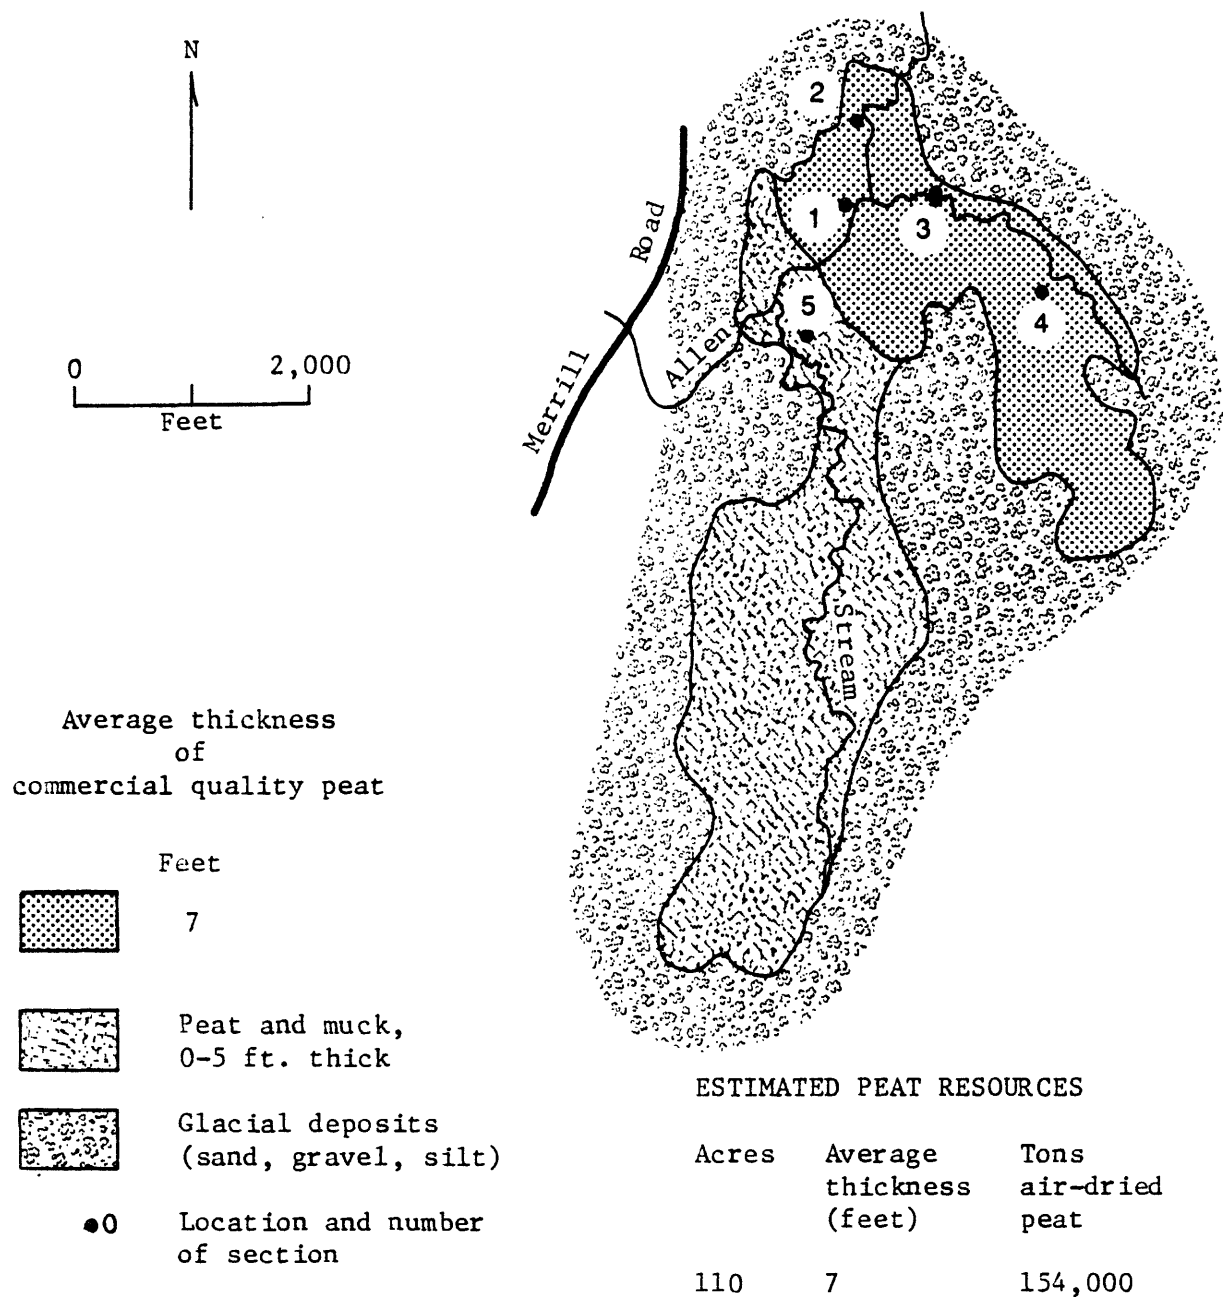 N
0 2,000
Feet
Merrill Road
Allen
Stream
2
1
3
5
4
Average thickness
of
commercial quality peat
Feet
7
Peat and muck,
0-5 ft. thick
Glacial deposits
(sand, gravel, silt)
0 Location and number
of section
ESTIMATED PEAT RESOURCES
Acres Average Tons
thickness air-dried
(feet) peat
110 7 154,000